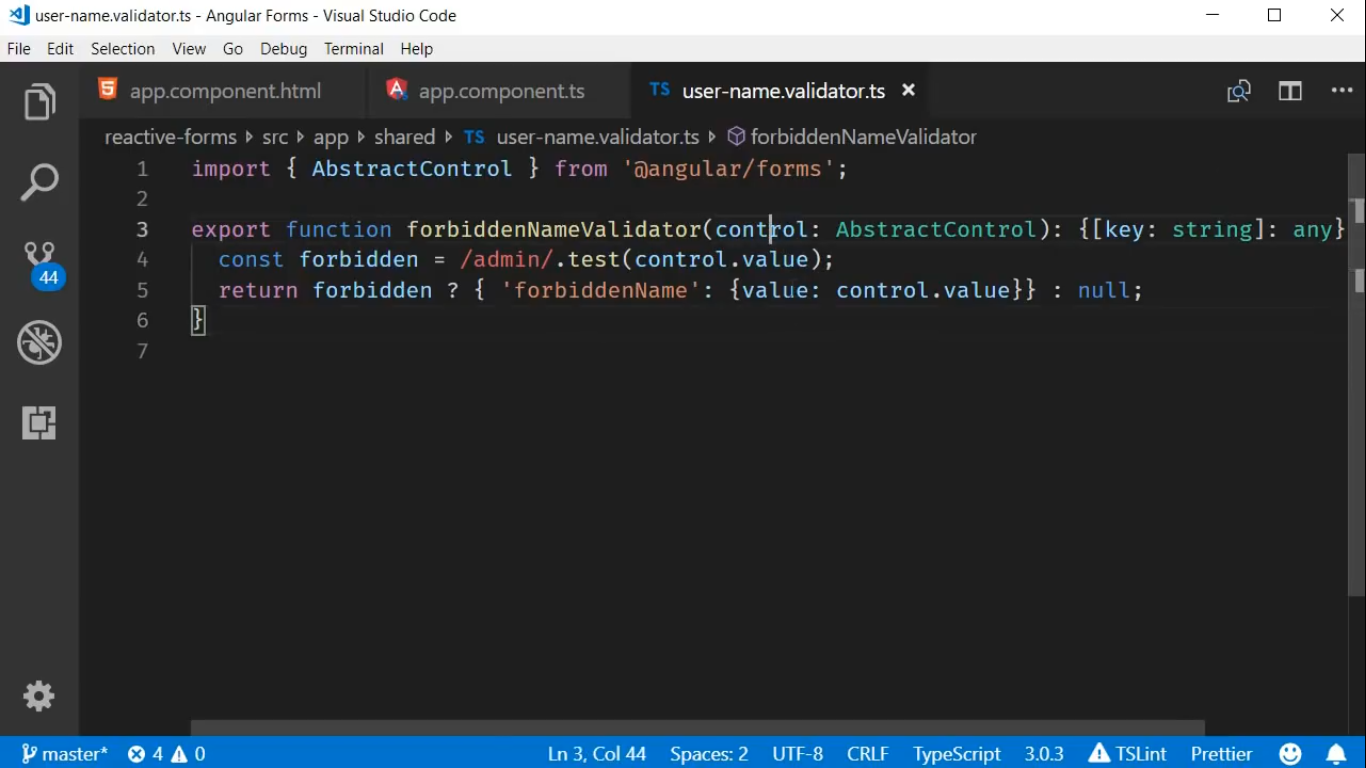 user-name.validator.ts - Angular Forms - Visual Studio Code
File Edit Selection View Go Debug Terminal Help
app.component.html app.component.ts TS user-name.validator.ts
reactive-forms src app shared TS user-name.validator.ts forbiddenNameValidator
1 import { AbstractControl } from '@angular/forms';
2
3 export function forbiddenNameValidator(control: AbstractControl): {[key: string]: any}
4 const forbidden = /admin/.test(control.value);
5 return forbidden ? { 'forbiddenName': {value: control.value}} : null;
6 }
7
44
master* 4 0 Ln 3, Col 44 Spaces: 2 UTF-8 CRLF TypeScript 3.0.3 TSLint Prettier